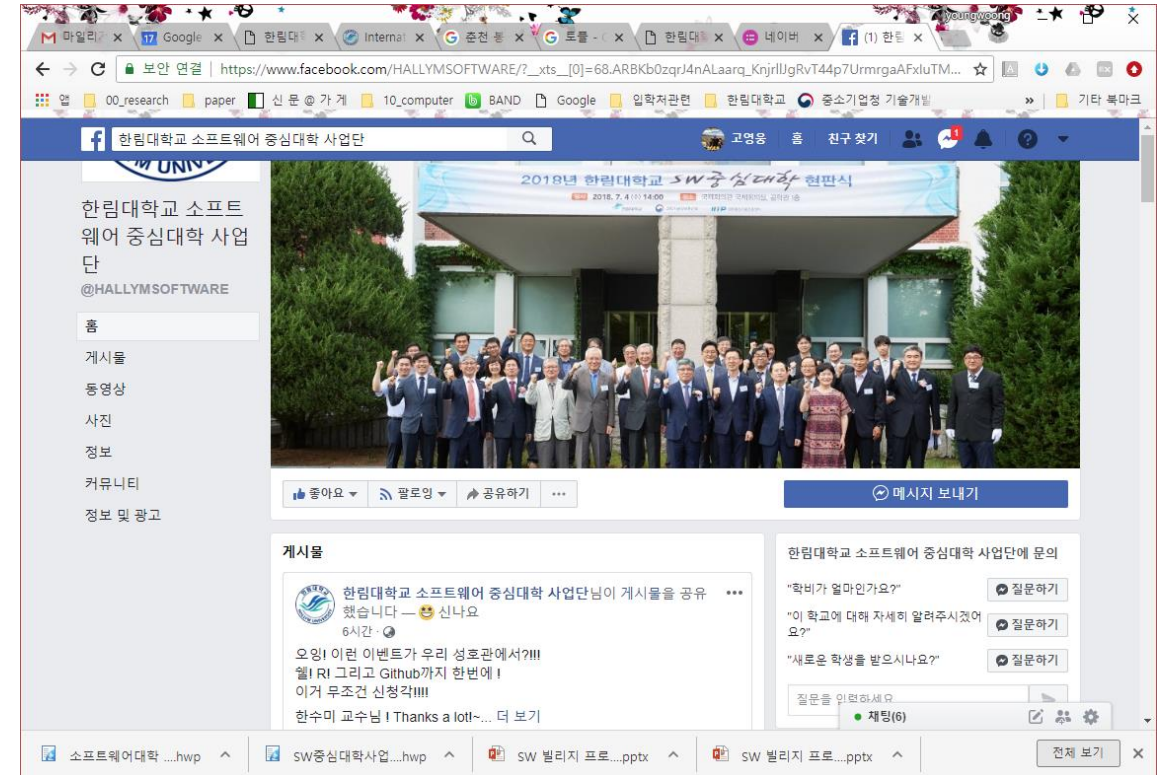 youngwoong
마일리
Google
한림대
Internat
춘천 봉
토플 - 
한림대
네이버
(1) 한림
보안 연결 | https://www.facebook.com/HALLYMSOFTWARE/?__xts__[0]=68.ARBKb0zqrJ4nALaarq_KnjrlUgRvT44p7UrmrgaAFxluTM...
앱 00_research paper 신 문 @ 가 게 10_computer BAND Google 입학처관련 한림대학교 중소기업청 기술개발 » 기타 북마크
한림대학교 소프트웨어 중심대학 사업단 고영웅 홈 친구 찾기 1
M UNIV
2018년 한림대학교 SW중심대학 현판식
2018. 7. 4 14:00
한림대학교 소프트
웨어 중심대학 사업
단
@HALLYMSOFTWARE
홈
게시물
동영상
사진
정보
커뮤니티
정보 및 광고
좋아요 팔로잉 공유하기 ... 메시지 보내기
게시물
한림대학교 소프트웨어 중심대학 사업단님이 게시물을 공유
했습니다 — 신나요
6시간 ·
오잉! 이런 이벤트가 우리 성호관에서?!!!
웰! R! 그리고 Github까지 한번에 !
이거 무조건 신청각!!!!
한수미 교수님 ! Thanks a lot!~... 더 보기
한림대학교 소프트웨어 중심대학 사업단에 문의
"학비가 얼마인가요?" 질문하기
"이 학교에 대해 자세히 알려주시겠어
요?" 질문하기
"새로운 학생을 받으시나요?" 질문하기
질문을 입력하세요
채팅(6)
소프트웨어대학 ....hwp
SW중심대학사업....hwp
SW 빌리지 프로....pptx
SW 빌리지 프로....pptx
전체 보기